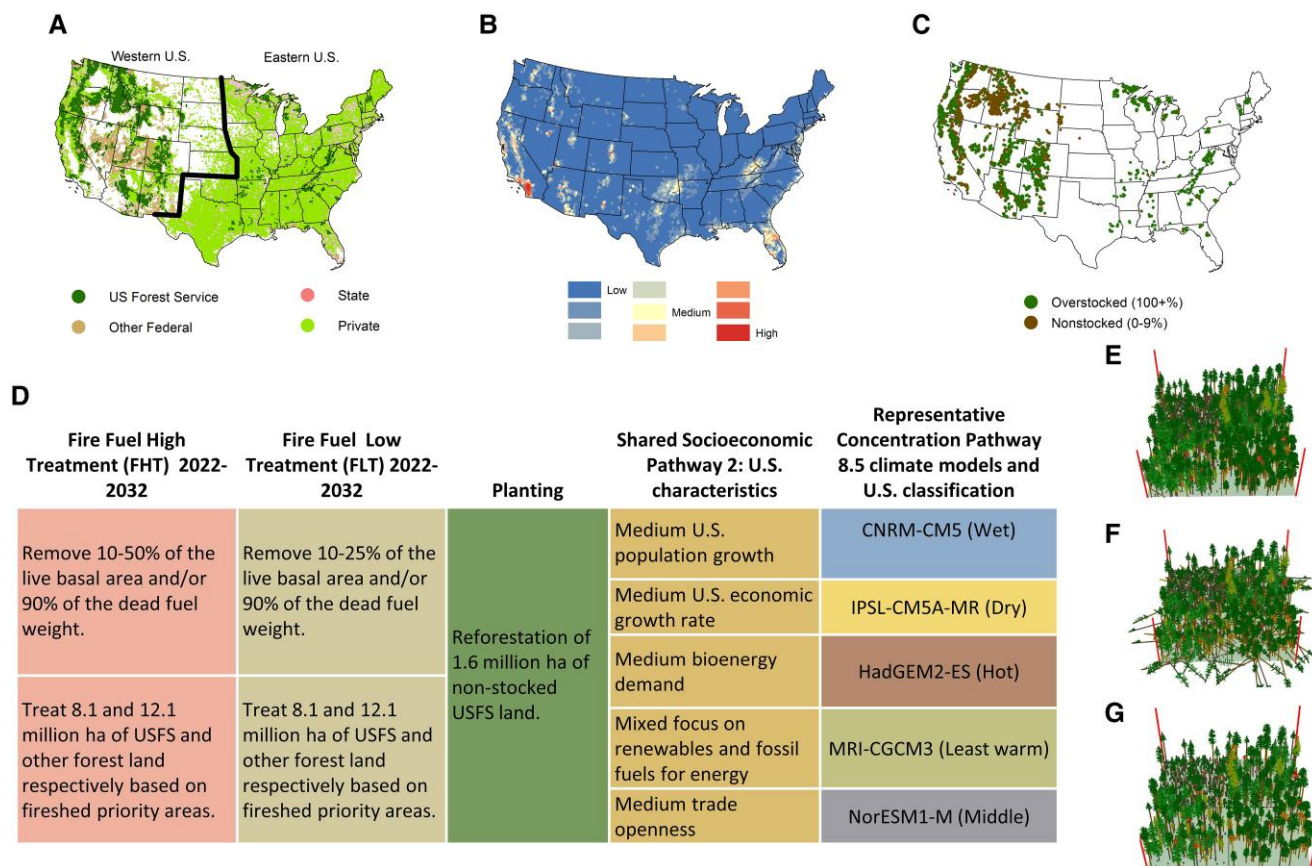 A
Western U.S.
Eastern U.S.
US Forest Service
State
Other Federal
Private
B
Low
Medium
High
C
Overstocked (100+%)
Nonstocked (0-9%)
D
Fire Fuel High
Treatment (FHT) 2022-
2032
Fire Fuel Low
Treatment (FLT) 2022-
2032
Planting
Shared Socioeconomic
Pathway 2: U.S.
characteristics
Representative
Concentration Pathway
8.5 climate models and
U.S. classification
Remove 10-50% of the
live basal area and/or
90% of the dead fuel
weight.
Treat 8.1 and 12.1
million ha of USFS and
other forest land
respectively based on
fireshed priority areas.
Remove 10-25% of the
live basal area and/or
90% of the dead fuel
weight.
Treat 8.1 and 12.1
million ha of USFS and
other forest land
respectively based on
fireshed priority areas.
Reforestation of
1.6 million ha of
non-stocked
USFS land.
Medium U.S.
population growth
Medium U.S. economic
growth rate
Medium bioenergy
demand
Mixed focus on
renewables and fossil
fuels for energy
Medium trade
openness
CNRM-CM5 (Wet)
IPSL-CM5A-MR (Dry)
HadGEM2-ES (Hot)
MRI-CGCM3 (Least warm)
NorESM1-M (Middle)
E
F
G